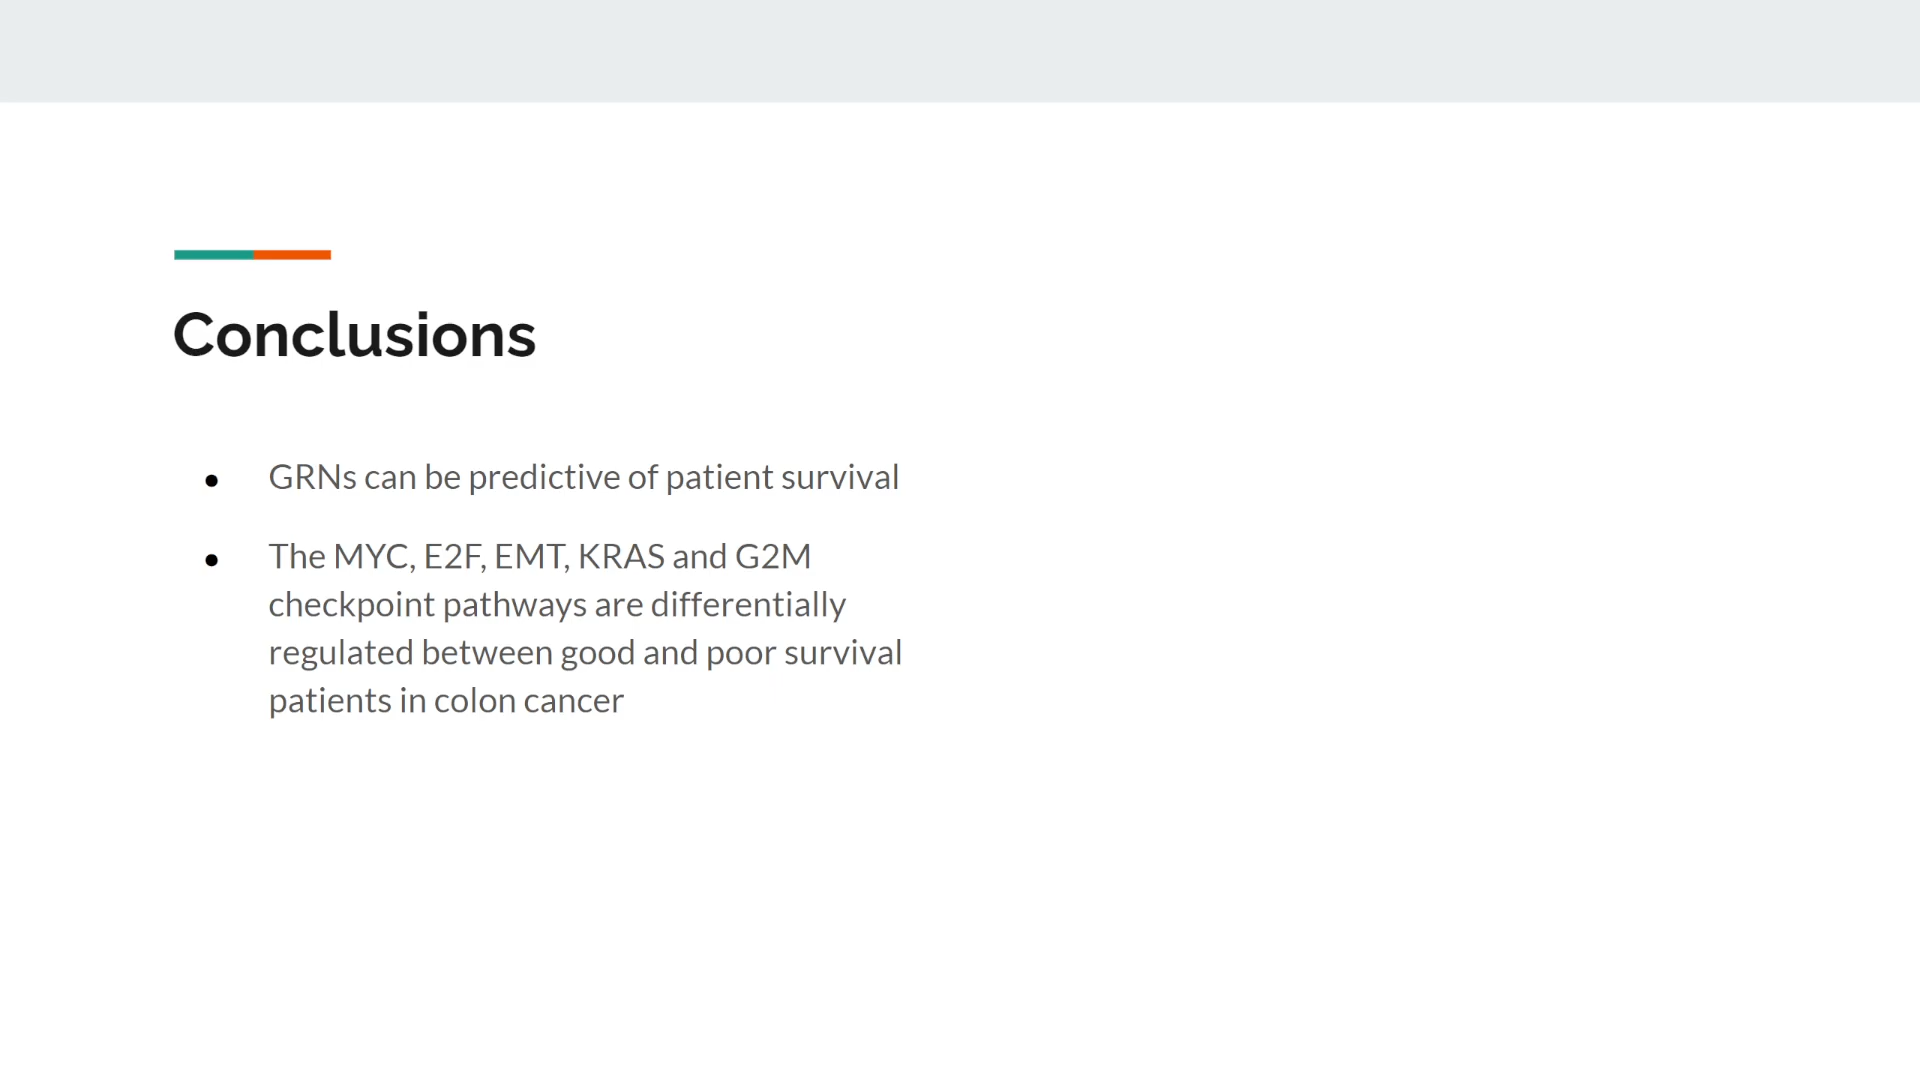 Conclusions
● GRNs can be predictive of patient survival
● The MYC, E2F, EMT, KRAS and G2M
checkpoint pathways are differentially
regulated between good and poor survival
patients in colon cancer